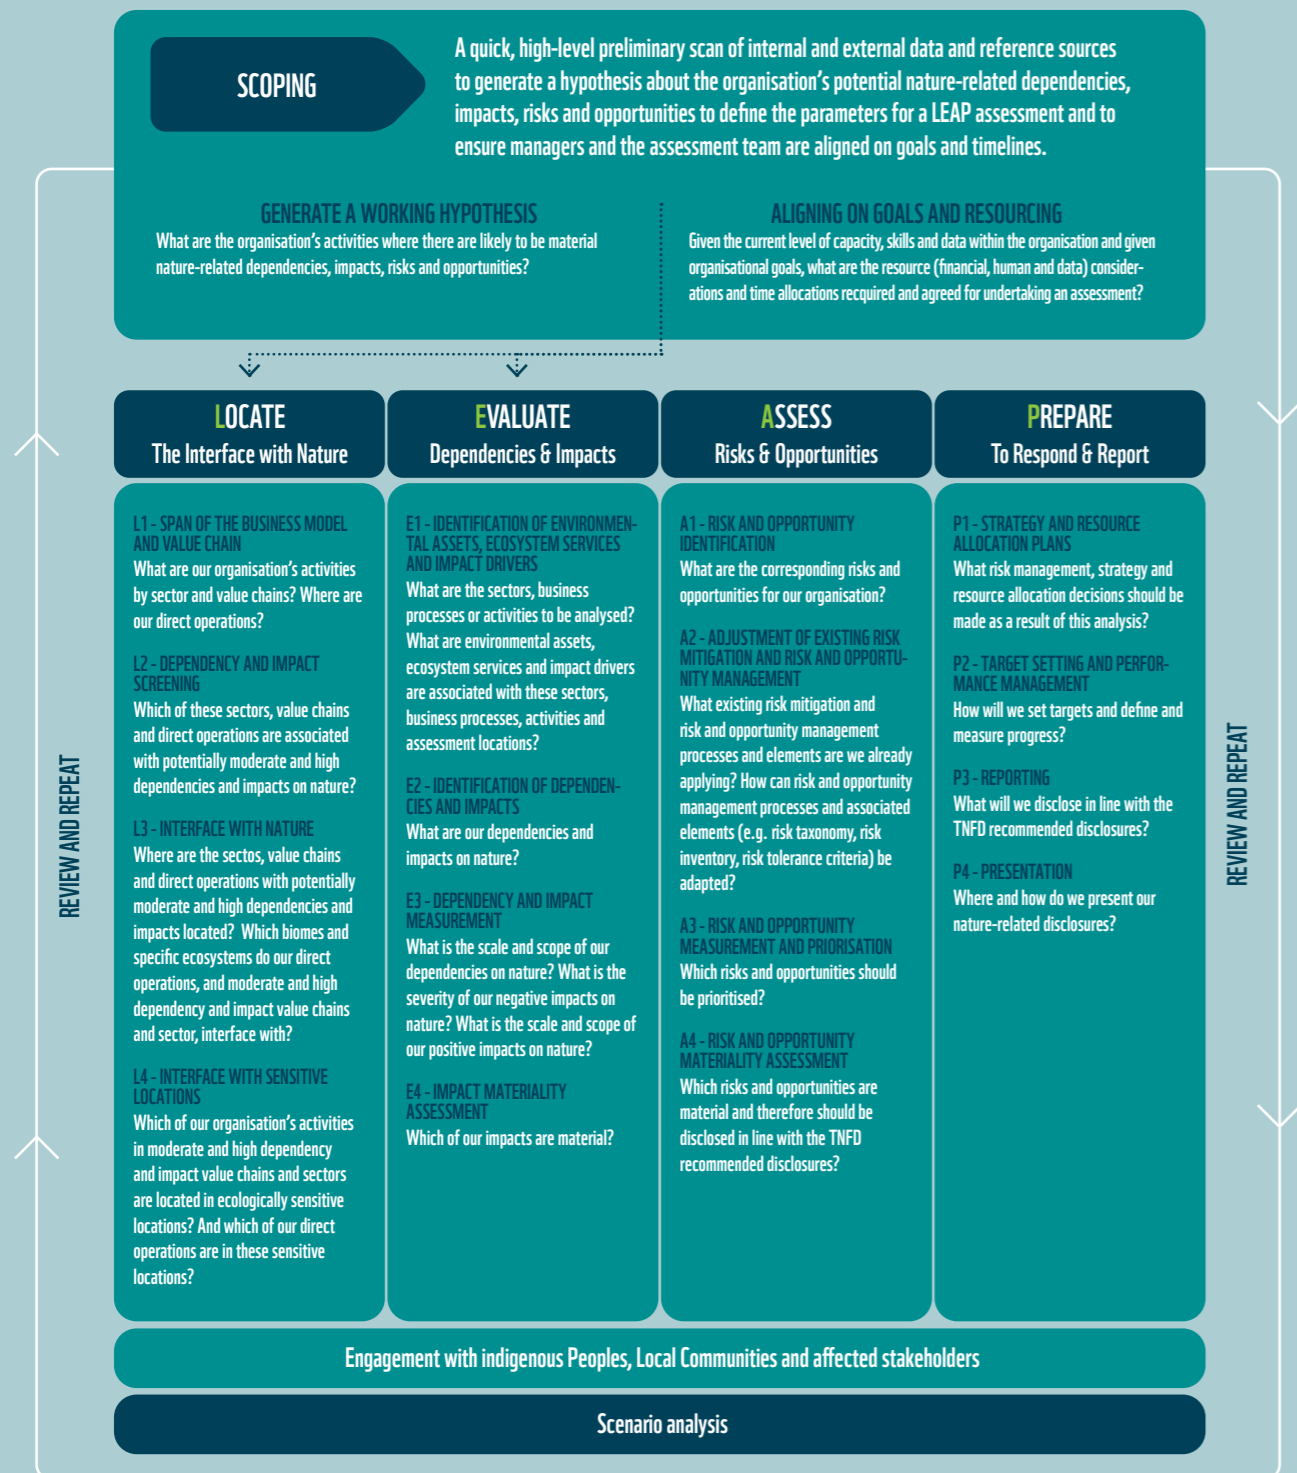 SCOPING
A quick, high-level preliminary scan of internal and external data and reference sources
to generate a hypothesis about the organisation's potential nature-related dependencies,
impacts, risks and opportunities to define the parameters for a LEAP assessment and to
ensure managers and the assessment team are aligned on goals and timelines.
GENERATE A WORKING HYPOTHESIS
What are the organisation's activities where there are likely to be material
nature-related dependencies, impacts, risks and opportunities?
ALIGNING ON GOALS AND RESOURCING
Given the current level of capacity, skills and data within the organisation and given
organisational goals, what are the resource (financial, human and data) consider-
ations and time allocations recquired and agreed for undertaking an assessment?
LOCATE
The Interface with Nature
L1 - SPAN OF THE BUSINESS MODEL
AND VALUE CHAIN
What are our organisation's activities
by sector and value chains? Where are
our direct operations?
L2 - DEPENDENCY AND IMPACT
SCREENING
Which of these sectors, value chains
and direct operations are associated
with potentially moderate and high
dependencies and impacts on nature?
L3 - INTERFACE WITH NATURE
Where are the sectos, value chains
and direct operations with potentially
moderate and high dependencies and
impacts located? Which biomes and
specific ecosystems do our direct
operations, and moderate and high
dependency and impact value chains
and sector, interface with?
L4 - INTERFACE WITH SENSITIVE
LOCATIONS
Which of our organisation's activities
in moderate and high dependency
and impact value chains and sectors
are located in ecologically sensitive
locations? And which of our direct
operations are in these sensitive
locations?
EVALUATE
Dependencies & Impacts
E1 - IDENTIFICATION OF ENVIRONMEN-
TAL ASSETS, ECOSYSTEM SERVICES
AND IMPACT DRIVERS
What are the sectors, business
processes or activities to be analysed?
What are environmental assets,
ecosystem services and impact drivers
are associated with these sectors,
business processes, activities and
assessment locations?
E2 - IDENTIFICATION OF DEPENDEN-
CIES AND IMPACTS
What are our dependencies and
impacts on nature?
E3 - DEPENDENCY AND IMPACT
MEASUREMENT
What is the scale and scope of our
dependencies on nature? What is the
severity of our negative impacts on
nature? What is the scale and scope of
our positive impacts on nature?
E4 - IMPACT MATERIALITY
ASSESSMENT
Which of our impacts are material?
ASSESS
Risks & Opportunities
A1 - RISK AND OPPORTUNITY
IDENTIFICATION
What are the corresponding risks and
opportunities for our organisation?
A2 - ADJUSTMENT OF EXISTING RISK
MITIGATION AND RISK AND OPPORTU-
NITY MANAGEMENT
What existing risk mitigation and
risk and opportunity management
processes and elements are we already
applying? How can risk and opportunity
management processes and associated
elements (e.g. risk taxonomy, risk
inventory, risk tolerance criteria) be
adapted?
A3 - RISK AND OPPORTUNITY
MEASUREMENT AND PRIORISATION
Which risks and opportunities should
be prioritised?
A4 - RISK AND OPPORTUNITY
MATERIALITY ASSESSMENT
Which risks and opportunities are
material and therefore should be
disclosed in line with the TNFD
recommended disclosures?
PREPARE
To Respond & Report
P1 - STRATEGY AND RESOURCE
ALLOCATION PLANS
What risk management, strategy and
resource allocation decisions should be
made as a result of this analysis?
P2 - TARGET SETTING AND PERFOR-
MANCE MANAGEMENT
How will we set targets and define and
measure progress?
P3 - REPORTING
What will we disclose in line with the
TNFD recommended disclosures?
P4 - PRESENTATION
Where and how do we present our
nature-related disclosures?
REVIEW AND REPEAT
REVIEW AND REPEAT
Engagement with indigenous Peoples, Local Communities and affected stakeholders
Scenario analysis